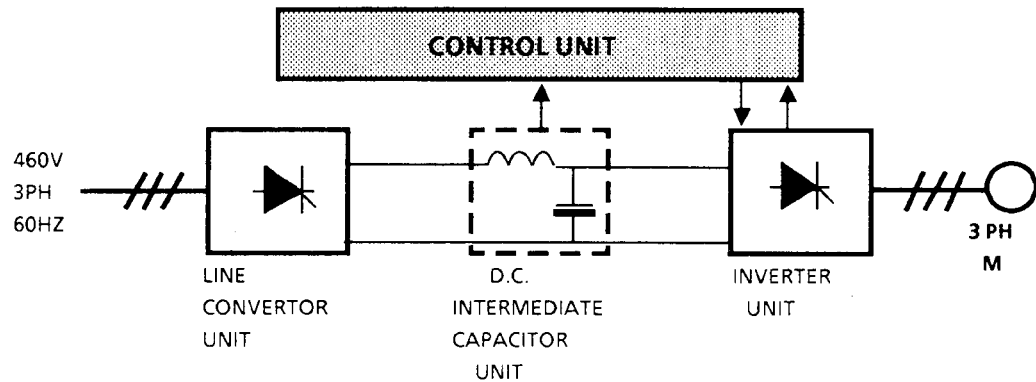 CONTROL UNIT
460V
3PH
60HZ
3 PH
M
LINE
CONVERTOR
UNIT
D.C.
INTERMEDIATE
CAPACITOR
UNIT
INVERTER
UNIT